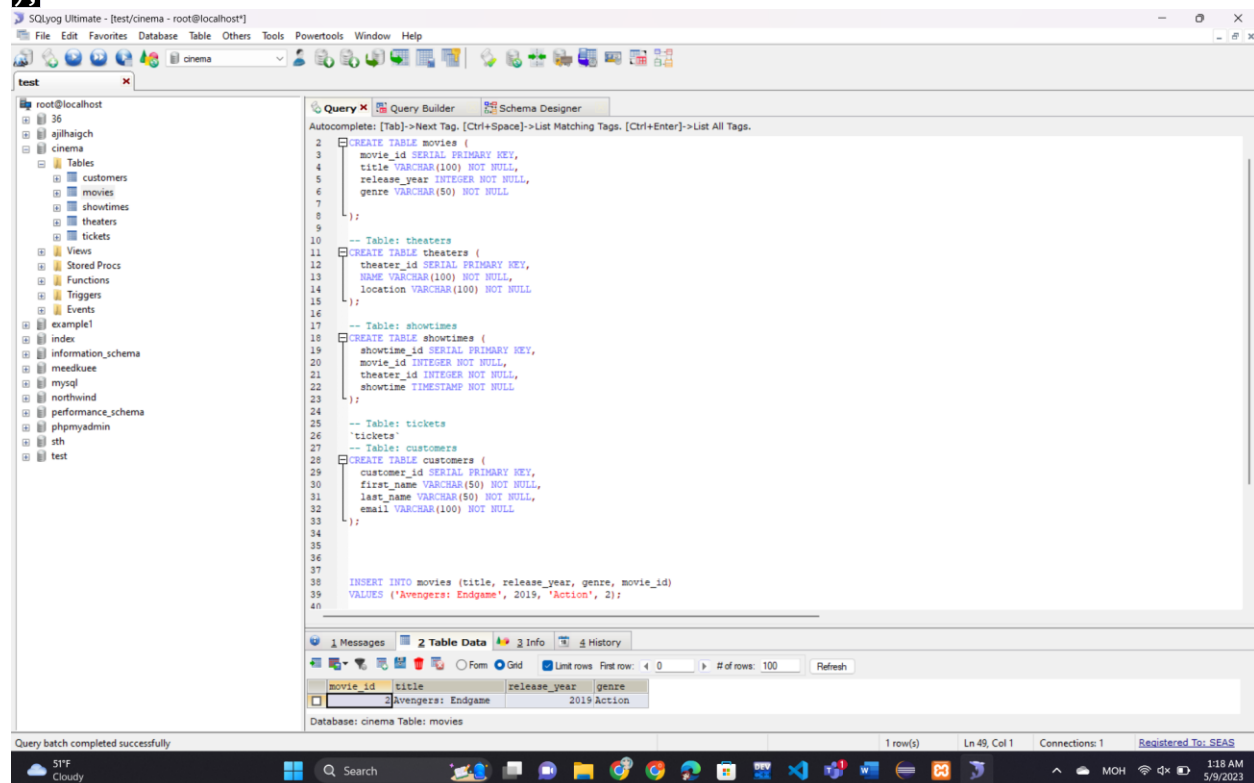 SQLyog Ultimate - [test/cinema - root@localhost*]
File Edit Favorites Database Table Others Tools Powertools Window Help
cinema
test
root@localhost
36
ajilhaigch
cinema
Tables
customers
movies
showtimes
theaters
tickets
Views
Stored Procs
Functions
Triggers
Events
example1
index
information_schema
meedkuee
mysql
northwind
performance_schema
phpmyadmin
sth
test
Query Query Builder Schema Designer
Autocomplete: [Tab]->Next Tag. [Ctrl+Space]->List Matching Tags. [Ctrl+Enter]->List All Tags.
2 CREATE TABLE movies (
3 movie_id SERIAL PRIMARY KEY,
4 title VARCHAR(100) NOT NULL,
5 release_year INTEGER NOT NULL,
6 genre VARCHAR(50) NOT NULL
7
8 );
9
10 -- Table: theaters
11 CREATE TABLE theaters (
12 theater_id SERIAL PRIMARY KEY,
13 NAME VARCHAR(100) NOT NULL,
14 location VARCHAR(100) NOT NULL
15 );
16
17 -- Table: showtimes
18 CREATE TABLE showtimes (
19 showtime_id SERIAL PRIMARY KEY,
20 movie_id INTEGER NOT NULL,
21 theater_id INTEGER NOT NULL,
22 showtime TIMESTAMP NOT NULL
23 );
24
25 -- Table: tickets
26 `tickets`
27 -- Table: customers
28 CREATE TABLE customers (
29 customer_id SERIAL PRIMARY KEY,
30 first_name VARCHAR(50) NOT NULL,
31 last_name VARCHAR(50) NOT NULL,
32 email VARCHAR(100) NOT NULL
33 );
34
35
36
37
38 INSERT INTO movies (title, release_year, genre, movie_id)
39 VALUES ('Avengers: Endgame', 2019, 'Action', 2);
40
1 Messages 2 Table Data 3 Info 4 History
Form Grid Limit rows First row: 0 # of rows: 100 Refresh
movie_id title release_year genre
2 Avengers: Endgame 2019 Action
Database: cinema Table: movies
Query batch completed successfully 1 row(s) Ln 49, Col 1 Connections: 1 Registered To: SEAS
51°F
Cloudy
Search
MOH
1:18 AM
5/9/2023